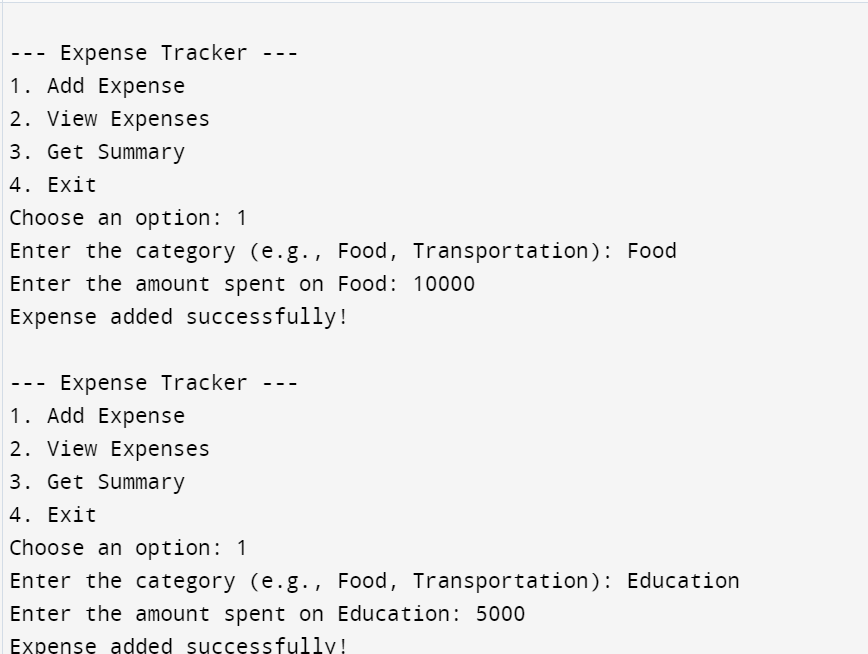 --- Expense Tracker ---
1. Add Expense
2. View Expenses
3. Get Summary
4. Exit
Choose an option: 1
Enter the category (e.g., Food, Transportation): Food
Enter the amount spent on Food: 10000
Expense added successfully!

--- Expense Tracker ---
1. Add Expense
2. View Expenses
3. Get Summary
4. Exit
Choose an option: 1
Enter the category (e.g., Food, Transportation): Education
Enter the amount spent on Education: 5000
Expense added successfully!